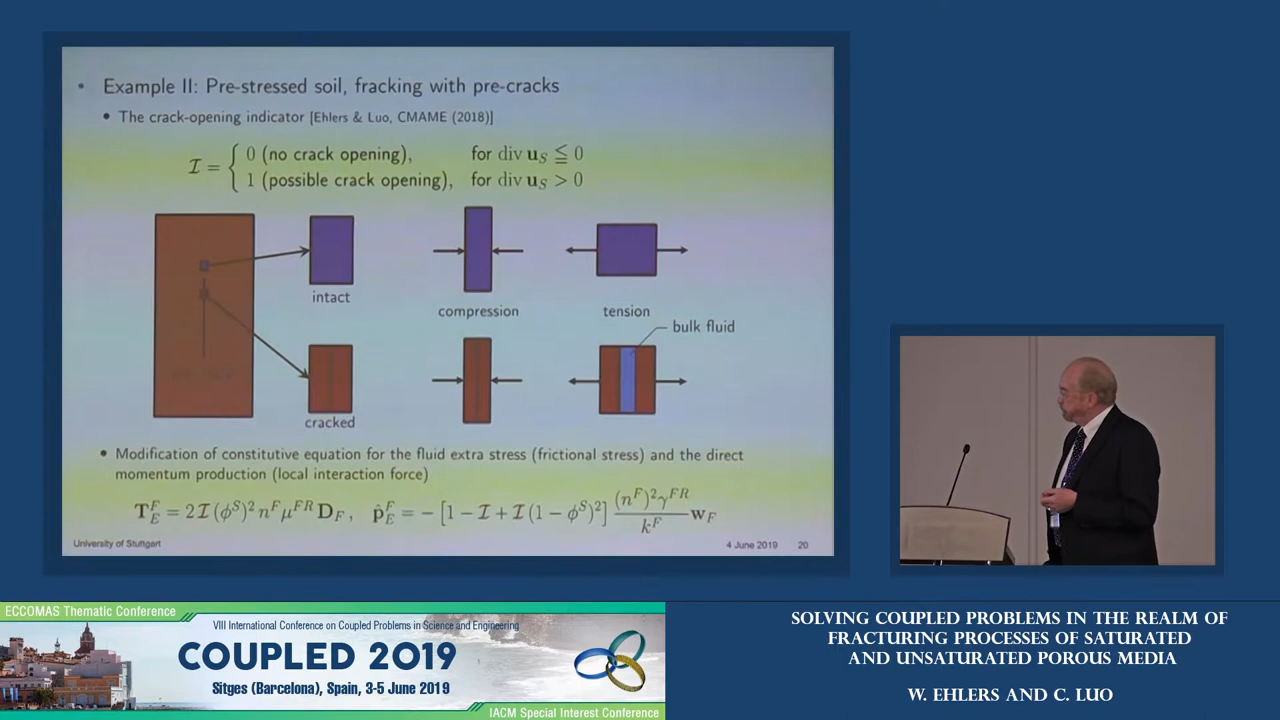 • Example II: Pre-stressed soil, fracking with pre-cracks
• The crack-opening indicator [Ehlers & Luo, CMAME (2018)]
𝓘 = { 0 (no crack opening), for div 𝐮_S ≦ 0
1 (possible crack opening), for div 𝐮_S > 0
intact
compression
tension
bulk fluid
cracked
• Modification of constitutive equation for the fluid extra stress (frictional stress) and the direct
momentum production (local interaction force)
𝐓_E^F = 2𝓘(ϕ^S)^2 n^F μ^{FR} 𝐃_F , 𝐩̂_E^F = −[1 − 𝓘 + 𝓘(1 − ϕ^S)^2] (n^F)^2 γ^{FR} / k^F 𝐰_F
University of Stuttgart
4 June 2019 20
ECCOMAS Thematic Conference
VIII International Conference on Coupled Problems in Science and Engineering
COUPLED 2019
Sitges (Barcelona), Spain, 3-5 June 2019
IACM Special Interest Conference
SOLVING COUPLED PROBLEMS IN THE REALM OF
FRACTURING PROCESSES OF SATURATED
AND UNSATURATED POROUS MEDIA
W. EHLERS AND C. LUO